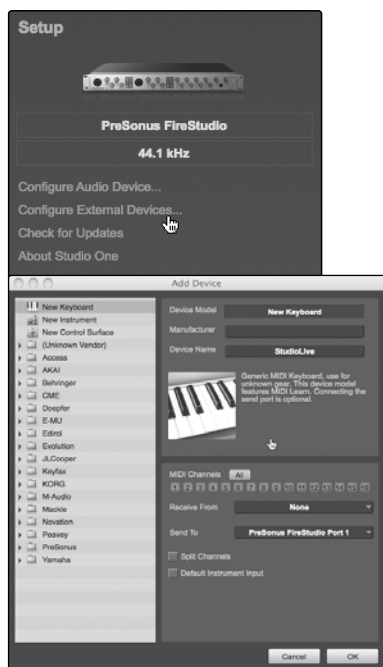 Setup
PreSonus FireStudio
44.1 kHz
Configure Audio Device...
Configure External Devices...
Check for Updates
About Studio One
Add Device
New Keyboard
New Instrument
New Control Surface
(Unknown Vendor)
Access
AKAI
Behringer
CME
Doepfer
E-MU
Edirol
Evolution
JLCooper
Keyfax
KORG
M-Audio
Mackie
Novation
Peavey
PreSonus
Yamaha
Device Model New Keyboard
Manufacturer
Device Name StudioLive
Generic MIDI Keyboard, use for
unknown gear. This device model
features MIDI Learn. Connecting the
send port is optional.
MIDI Channels All
1 2 3 4 5 6 7 8 9 10 11 12 13 14 15 16
Receive From None
Send To PreSonus FireStudio Port 1
Split Channels
Default Instrument Input
Cancel OK